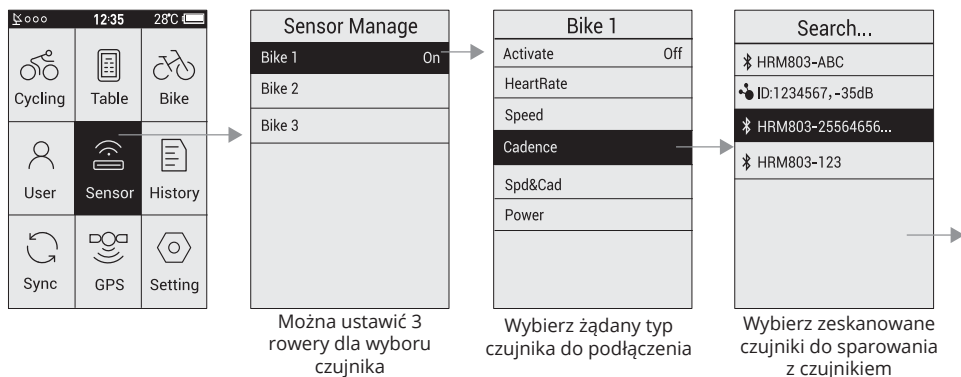 12:35 28°C
Cycling Table Bike
User Sensor History
Sync GPS Setting
Sensor Manage
Bike 1 On
Bike 2
Bike 3
Można ustawić 3
rowery dla wyboru
czujnika
Bike 1
Activate Off
HeartRate
Speed
Cadence
Spd&Cad
Power
Wybierz żądany typ
czujnika do podłączenia
Search...
HRM803-ABC
ID:1234567, -35dB
HRM803-25564656...
HRM803-123
Wybierz zeskanowane
czujniki do sparowania
z czujnikiem